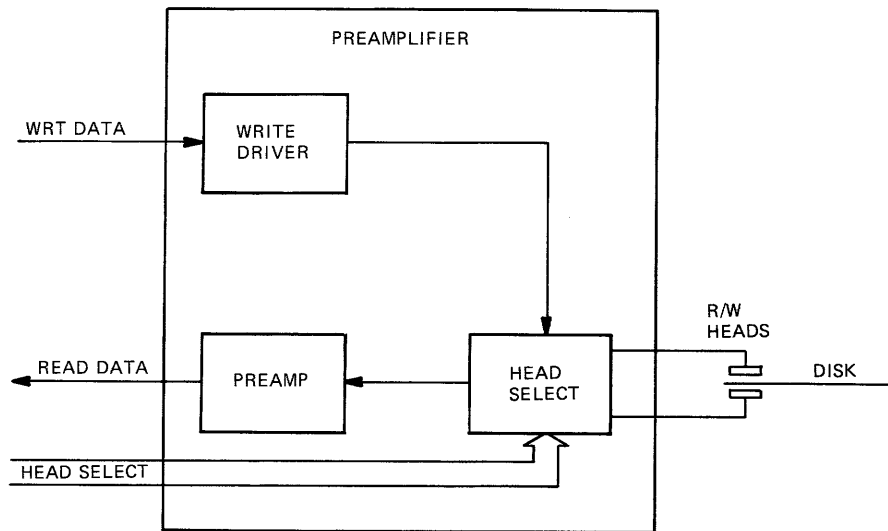 PREAMPLIFIER
WRT DATA
WRITE
DRIVER
R/W
HEADS
READ DATA
PREAMP
HEAD
SELECT
DISK
HEAD SELECT